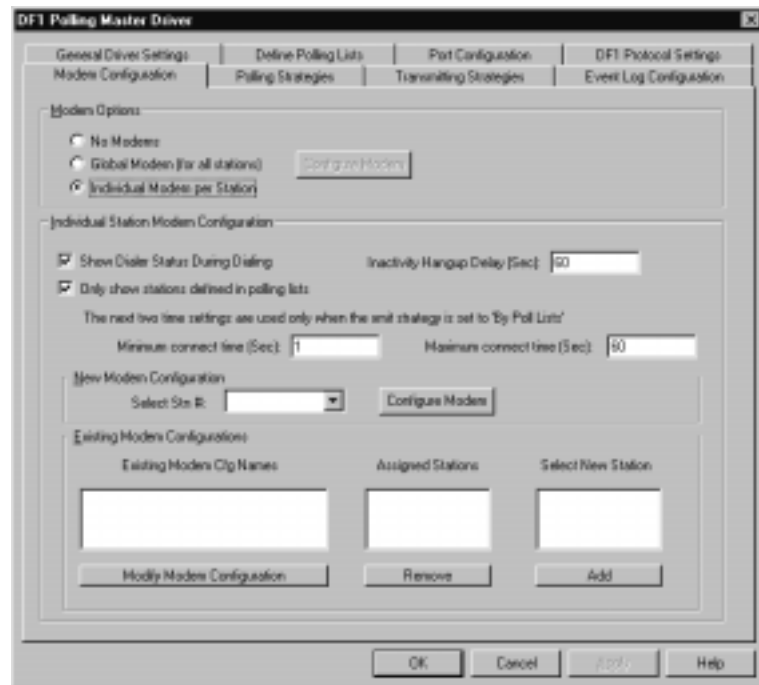 DF1 Polling Master Driver
General Driver Settings Define Polling Lists Port Configuration DF1 Protocol Settings
Modem Configuration Polling Strategies Transmitting Strategies Event Log Configuration
Modem Options
No Modems
Global Modem (for all stations) Configure Modem
Individual Modem per Station
Individual Station Modem Configuration
Show Dialer Status During Dialing Inactivity Hangup Delay (Sec): 60
Only show stations defined in polling lists
The next two time settings are used only when the xmit strategy is set to 'By Poll Lists'
Minimum connect time (Sec): 1 Maximum connect time (Sec): 60
New Modem Configuration
Select Stn #: Configure Modem
Existing Modem Configurations
Existing Modem Cfg Names Assigned Stations Select New Station
Modify Modem Configuration Remove Add
OK Cancel Apply Help